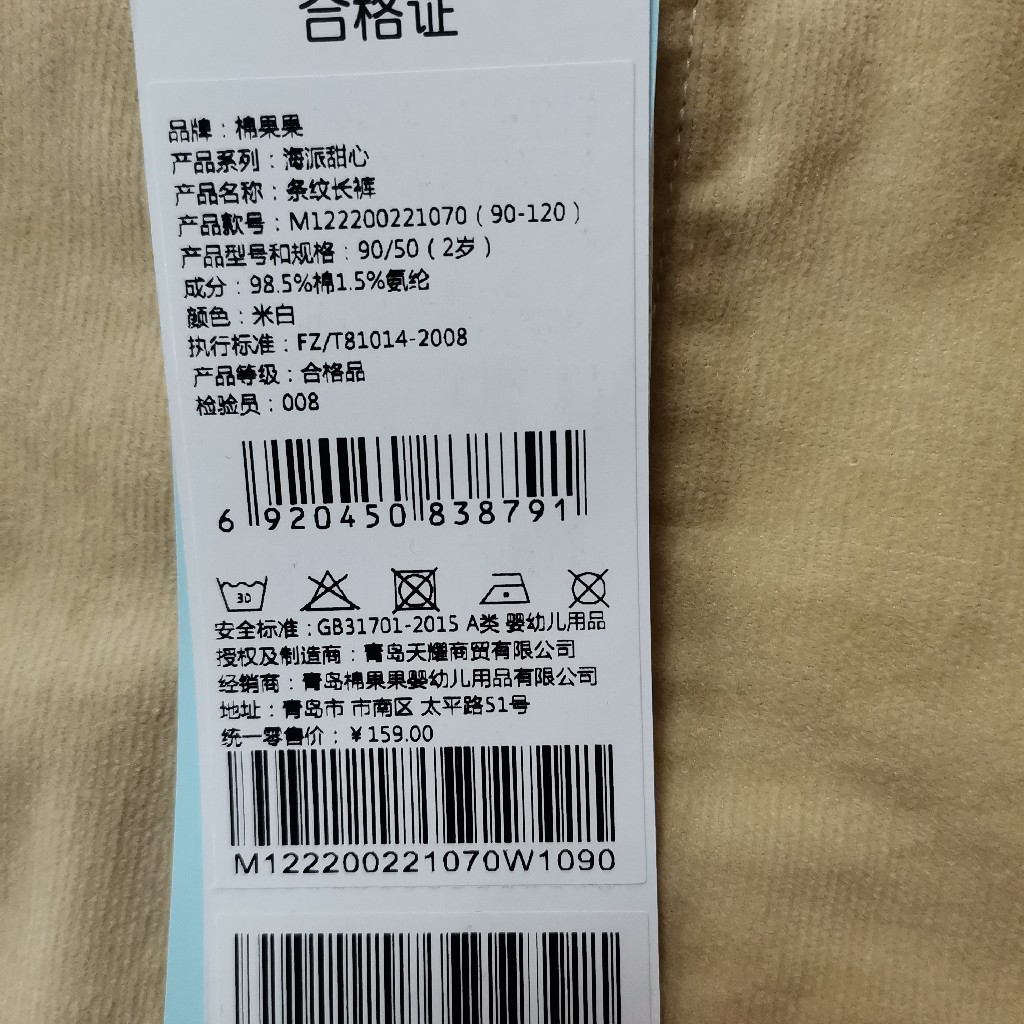 合格证
品牌：棉果果
产品系列：海派甜心
产品名称：条纹长裤
产品款号：M122200221070（90-120）
产品型号和规格：90/50（2岁）
成分：98.5%棉1.5%氨纶
颜色：米白
执行标准：FZ/T81014-2008
产品等级：合格品
检验员：008
6 920450 838791
30
安全标准：GB31701-2015 A类 婴幼儿用品
授权及制造商：青岛天耀商贸有限公司
经销商：青岛棉果果婴幼儿用品有限公司
地址：青岛市 市南区 太平路51号
统一零售价：￥159.00
M122200221070W1090